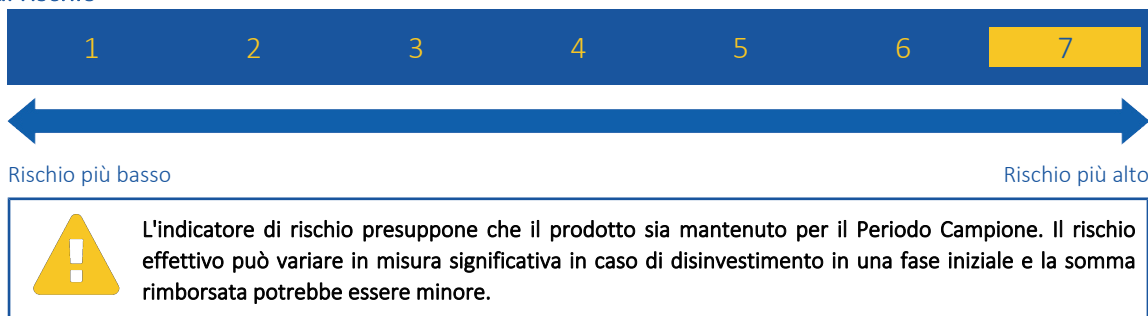 1 2 3 4 5 6 7
Rischio più basso Rischio più alto
L'indicatore di rischio presuppone che il prodotto sia mantenuto per il Periodo Campione. Il rischio
effettivo può variare in misura significativa in caso di disinvestimento in una fase iniziale e la somma
rimborsata potrebbe essere minore.